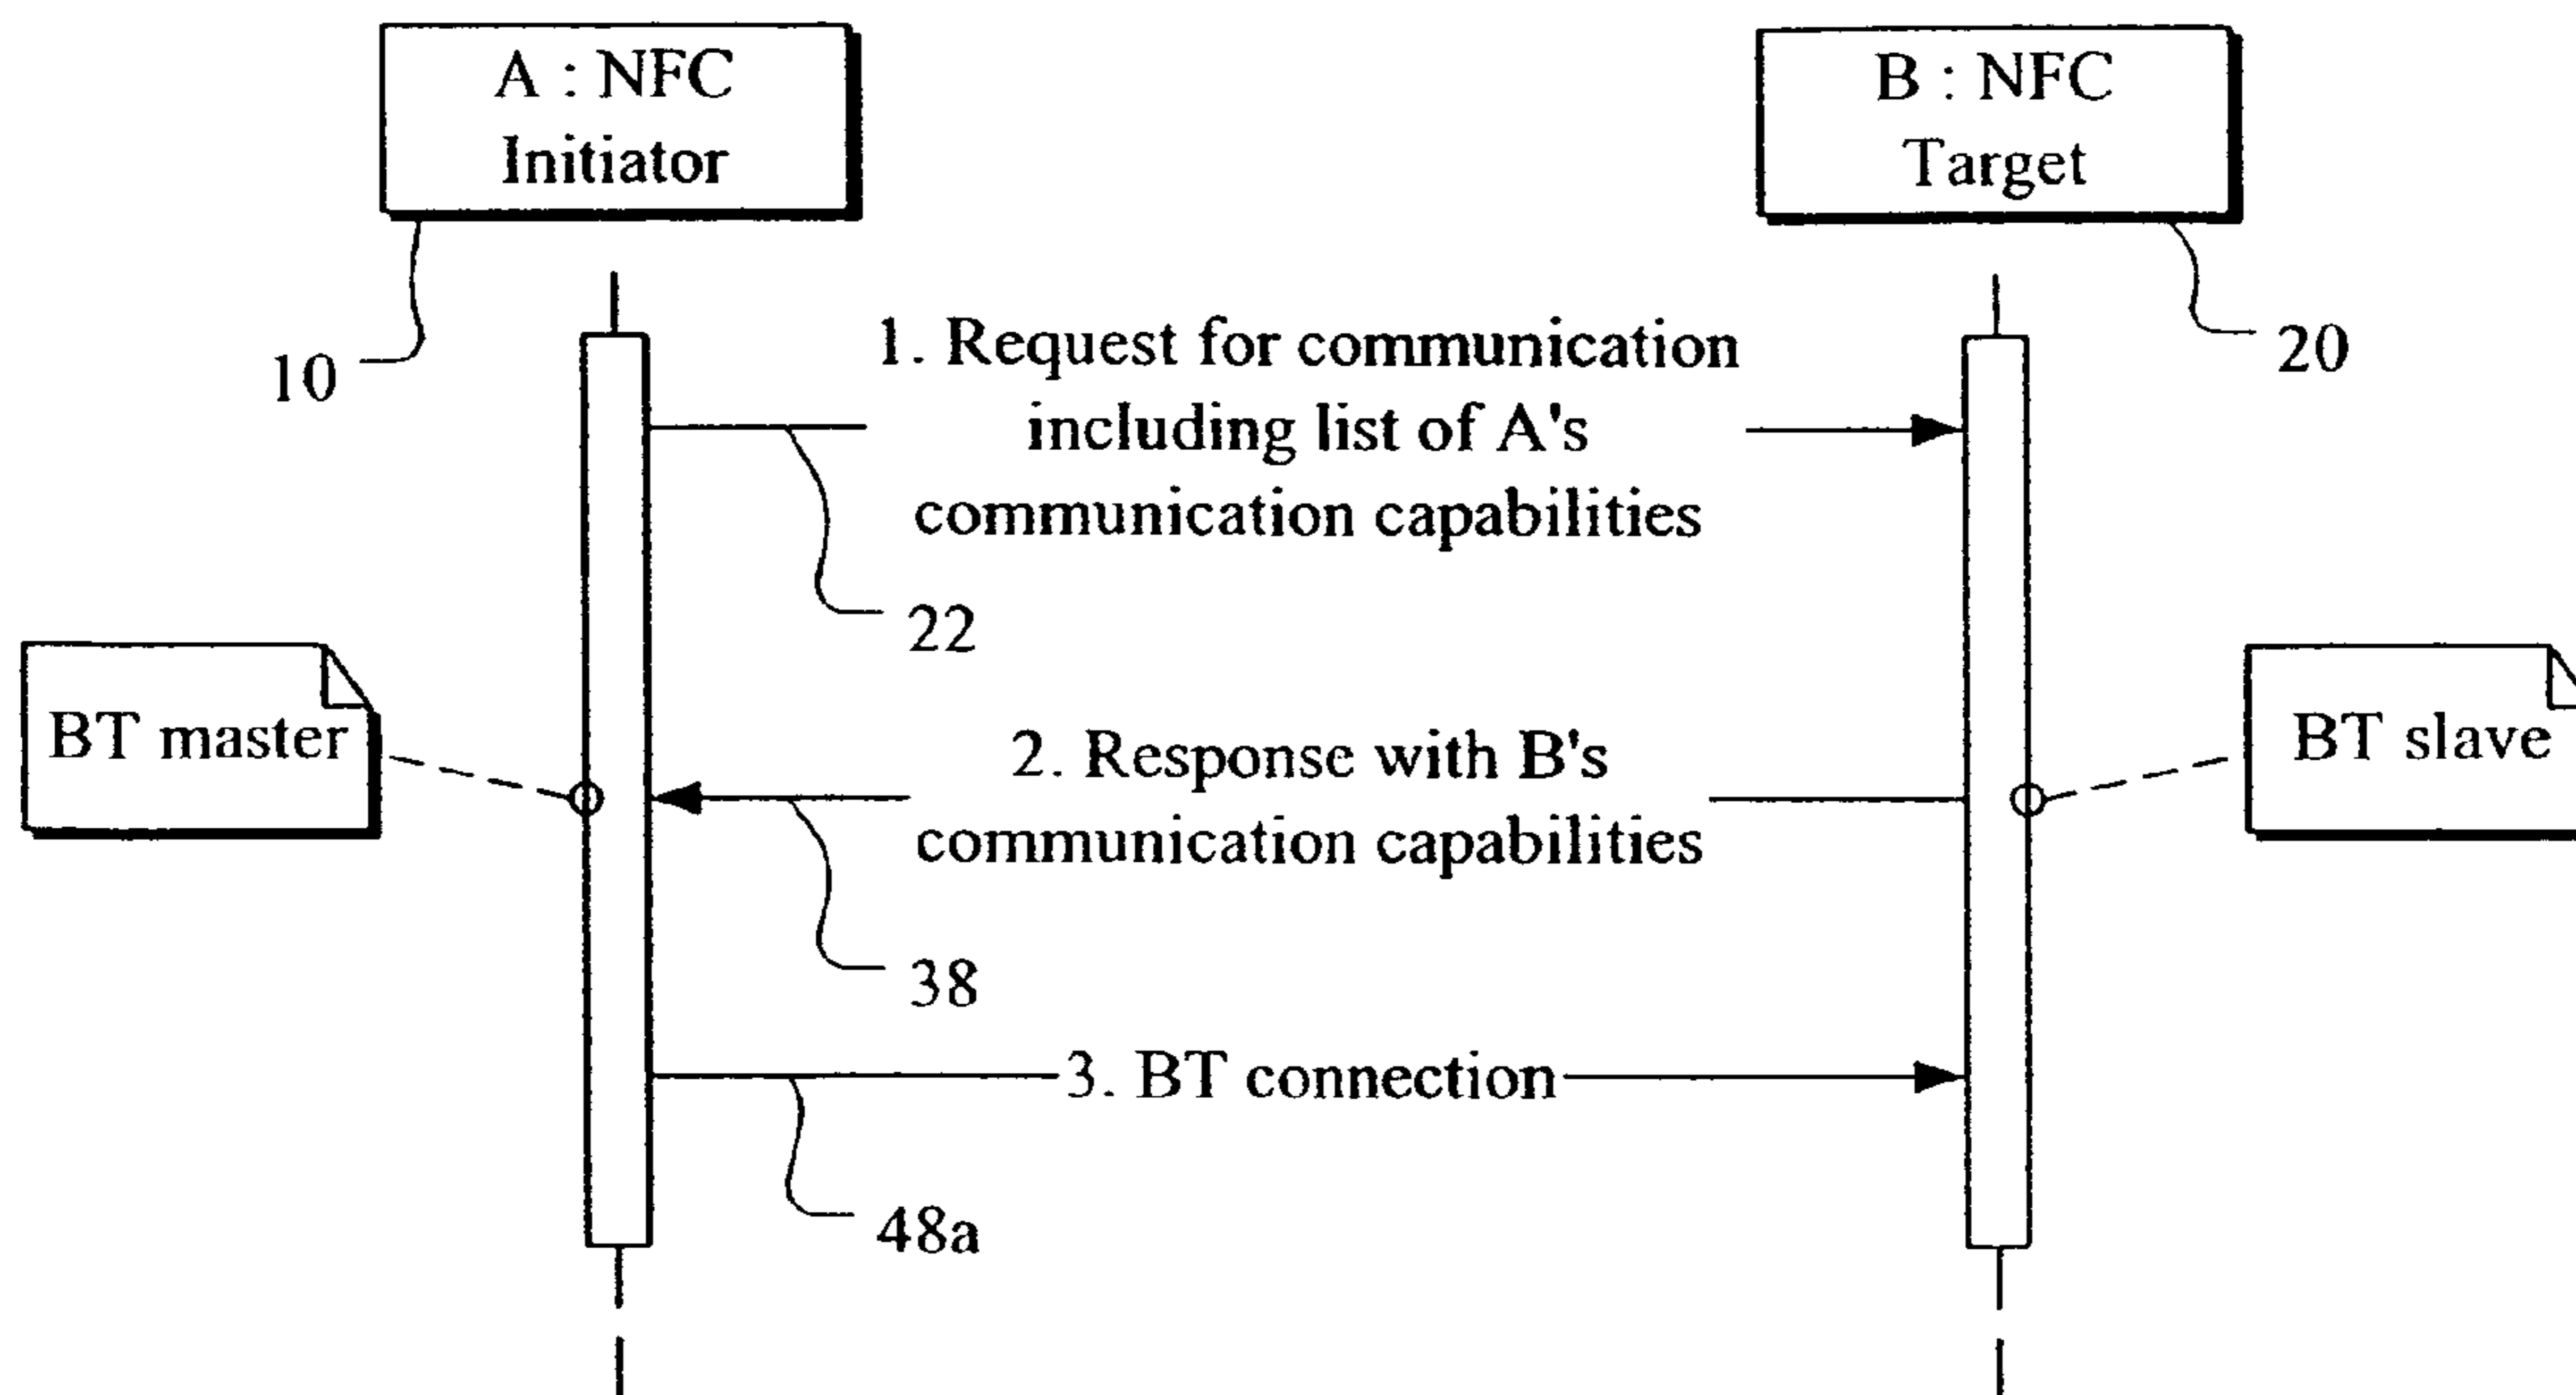 A : NFC
Initiator
B : NFC
Target
10
20
1. Request for communication
including list of A's
communication capabilities
22
BT master
BT slave
2. Response with B's
communication capabilities
38
3. BT connection
48a